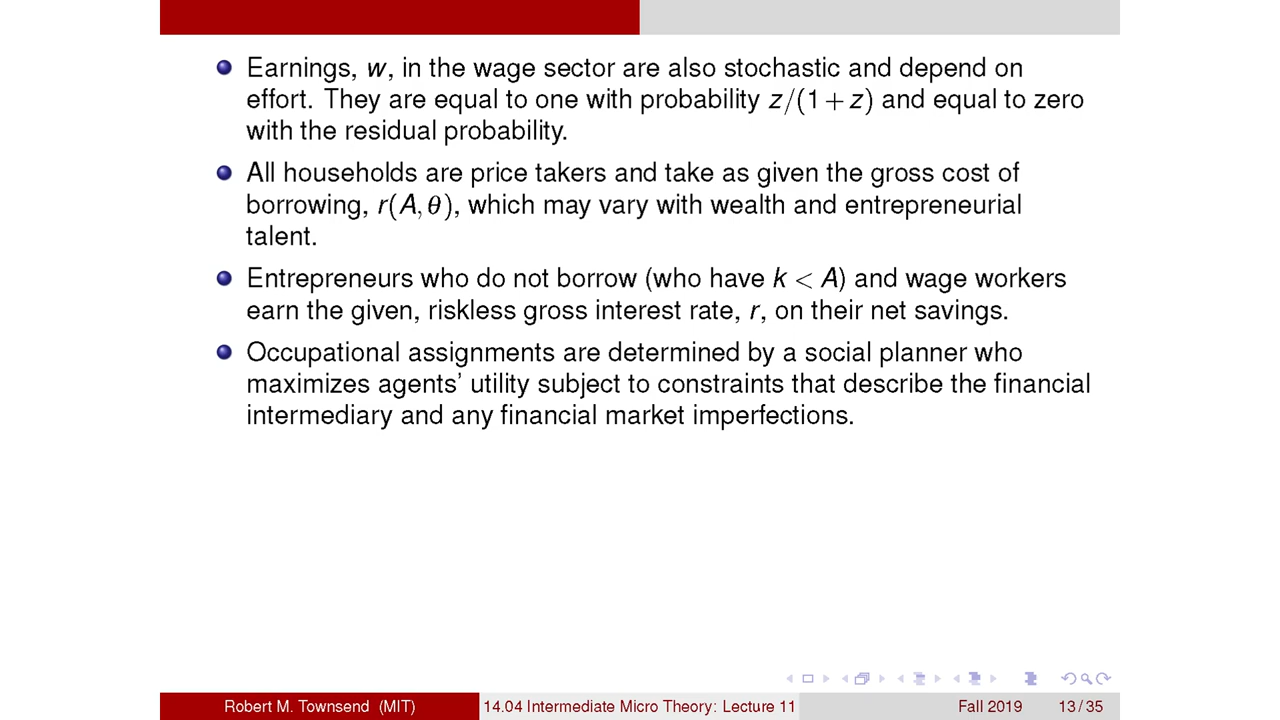 Earnings, w, in the wage sector are also stochastic and depend on
effort. They are equal to one with probability z/(1+z) and equal to zero
with the residual probability.
All households are price takers and take as given the gross cost of
borrowing, r(A,θ), which may vary with wealth and entrepreneurial
talent.
Entrepreneurs who do not borrow (who have k < A) and wage workers
earn the given, riskless gross interest rate, r, on their net savings.
Occupational assignments are determined by a social planner who
maximizes agents' utility subject to constraints that describe the financial
intermediary and any financial market imperfections.
Robert M. Townsend (MIT) 14.04 Intermediate Micro Theory: Lecture 11 Fall 2019 13/35